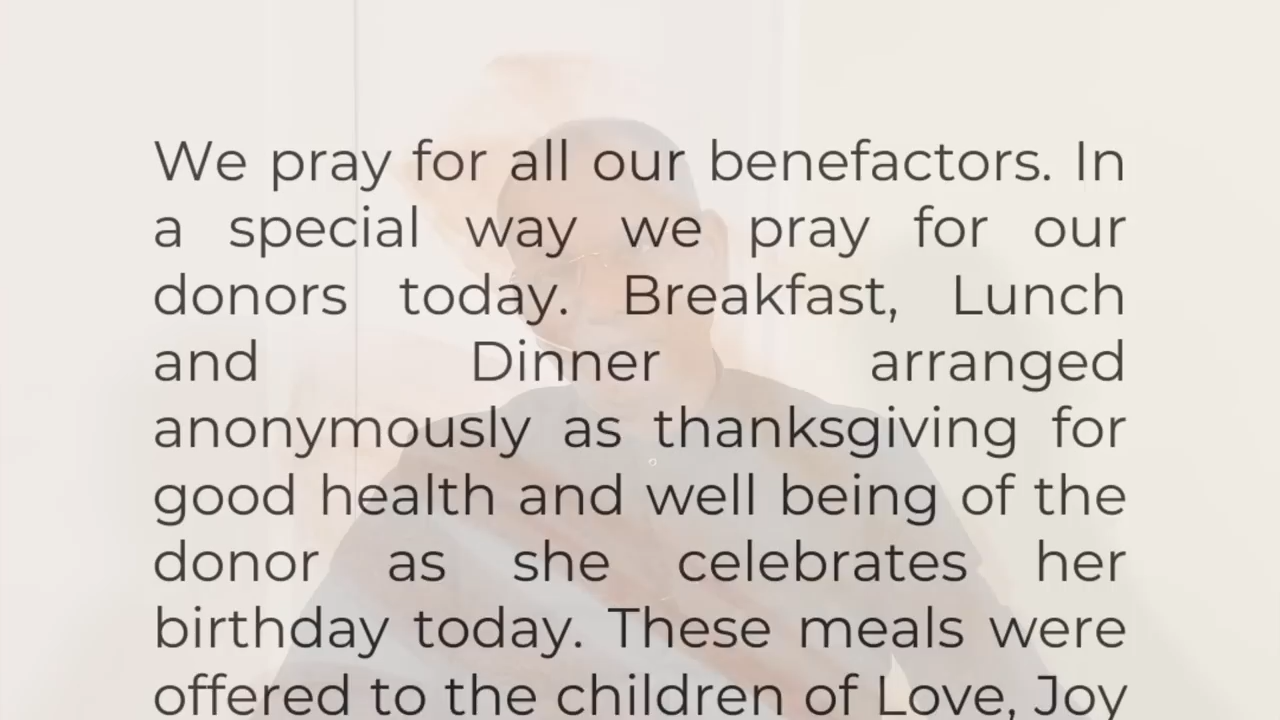 We pray for all our benefactors. In
a special way we pray for our
donors today. Breakfast, Lunch
and Dinner arranged
anonymously as thanksgiving for
good health and well being of the
donor as she celebrates her
birthday today. These meals were
offered to the children of Love, Joy